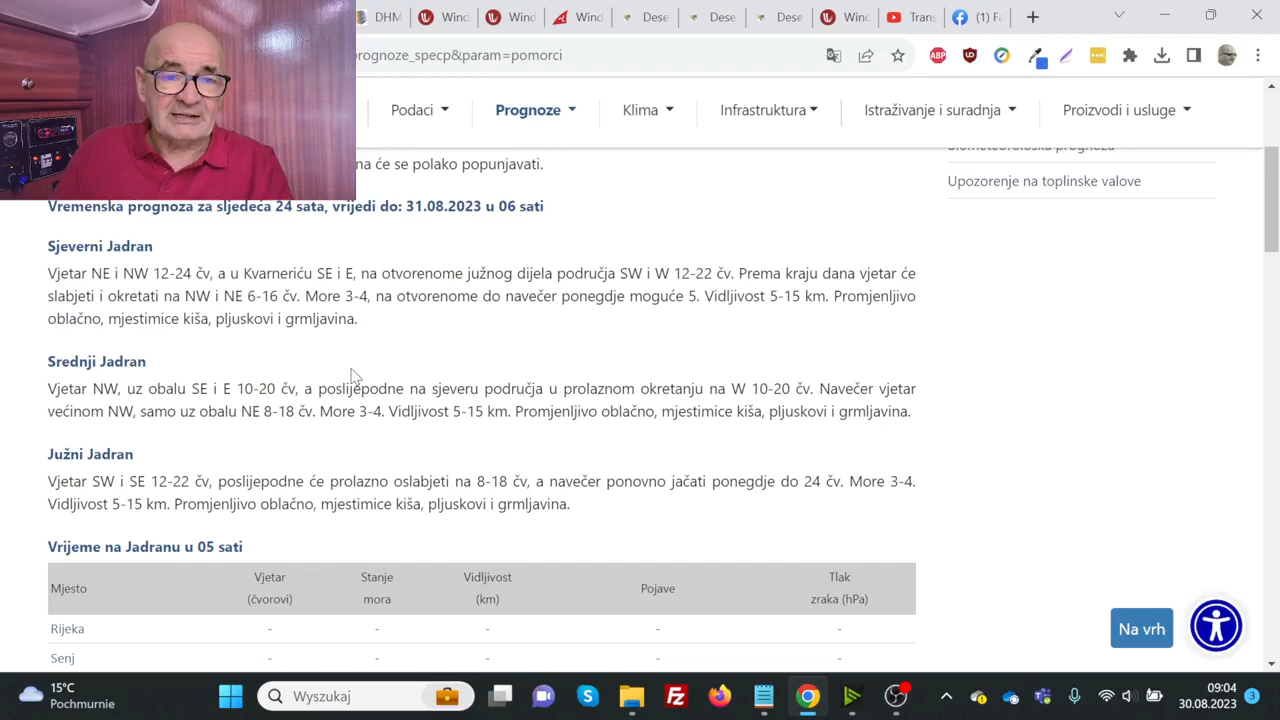 DHM
Wind
Wind
Wind
Wind
Dese
Dese
Wind
Trans
(1) Fa
prognoze_specp&param=pomorci
ABP
Podaci
Prognoze
Klima
Infrastruktura
Istraživanje i suradnja
Proizvodi i usluge
na će se polako popunjavati.
Biometeorološka prognoza
Upozorenje na toplinske valove
Vremenska prognoza za sljedeća 24 sata, vrijedi do: 31.08.2023 u 06 sati
Sjeverni Jadran
Vjetar NE i NW 12-24 čv, a u Kvarneriću SE i E, na otvorenome južnog dijela područja SW i W 12-22 čv. Prema kraju dana vjetar će
slabjeti i okretati na NW i NE 6-16 čv. More 3-4, na otvorenome do navečer ponegdje moguće 5. Vidljivost 5-15 km. Promjenljivo
oblačno, mjestimice kiša, pljuskovi i grmljavina.
Srednji Jadran
Vjetar NW, uz obalu SE i E 10-20 čv, a poslijepodne na sjeveru područja u prolaznom okretanju na W 10-20 čv. Navečer vjetar
većinom NW, samo uz obalu NE 8-18 čv. More 3-4. Vidljivost 5-15 km. Promjenljivo oblačno, mjestimice kiša, pljuskovi i grmljavina.
Južni Jadran
Vjetar SW i SE 12-22 čv, poslijepodne će prolazno oslabjeti na 8-18 čv, a navečer ponovno jačati ponegdje do 24 čv. More 3-4.
Vidljivost 5-15 km. Promjenljivo oblačno, mjestimice kiša, pljuskovi i grmljavina.
Vrijeme na Jadranu u 05 sati
Mjesto
Vjetar
(čvorovi)
Stanje
mora
Vidljivost
(km)
Pojave
Tlak
zraka (hPa)
Rijeka - - - - -
Senj - - - - -
Na vrh
15°C
Pochmurnie
Wyszukaj
09:04
30.08.2023
3